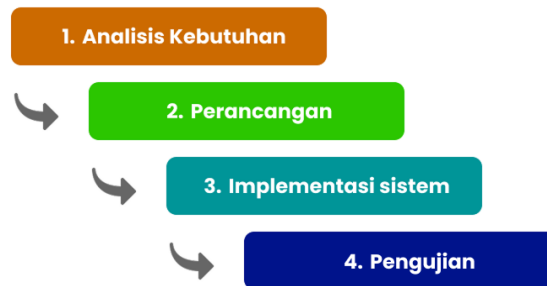 1. Analisis Kebutuhan
2. Perancangan
3. Implementasi sistem
4. Pengujian